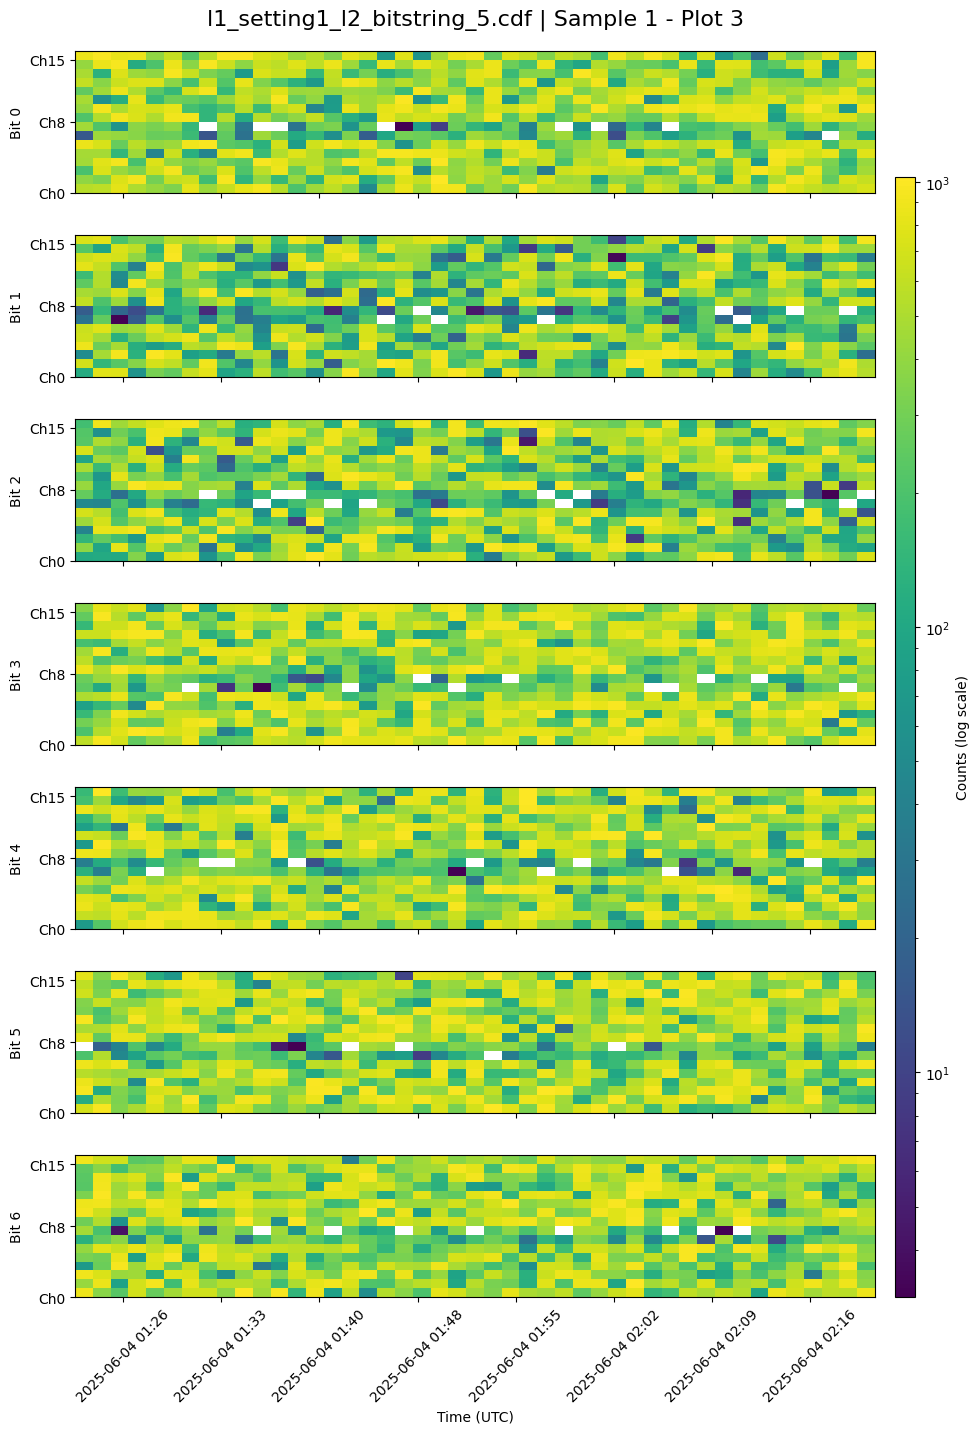 l1_setting1_l2_bitstring_5.cdf | Sample 1 - Plot 3
Ch15
Ch8
Ch0
Bit 0
Ch15
Ch8
Ch0
Bit 1
Ch15
Ch8
Ch0
Bit 2
Ch15
Ch8
Ch0
Bit 3
Ch15
Ch8
Ch0
Bit 4
Ch15
Ch8
Ch0
Bit 5
Ch15
Ch8
Ch0
Bit 6
2025-06-04 01:26
2025-06-04 01:33
2025-06-04 01:40
2025-06-04 01:48
2025-06-04 01:55
2025-06-04 02:02
2025-06-04 02:09
2025-06-04 02:16
Time (UTC)
10³
10²
10¹
Counts (log scale)